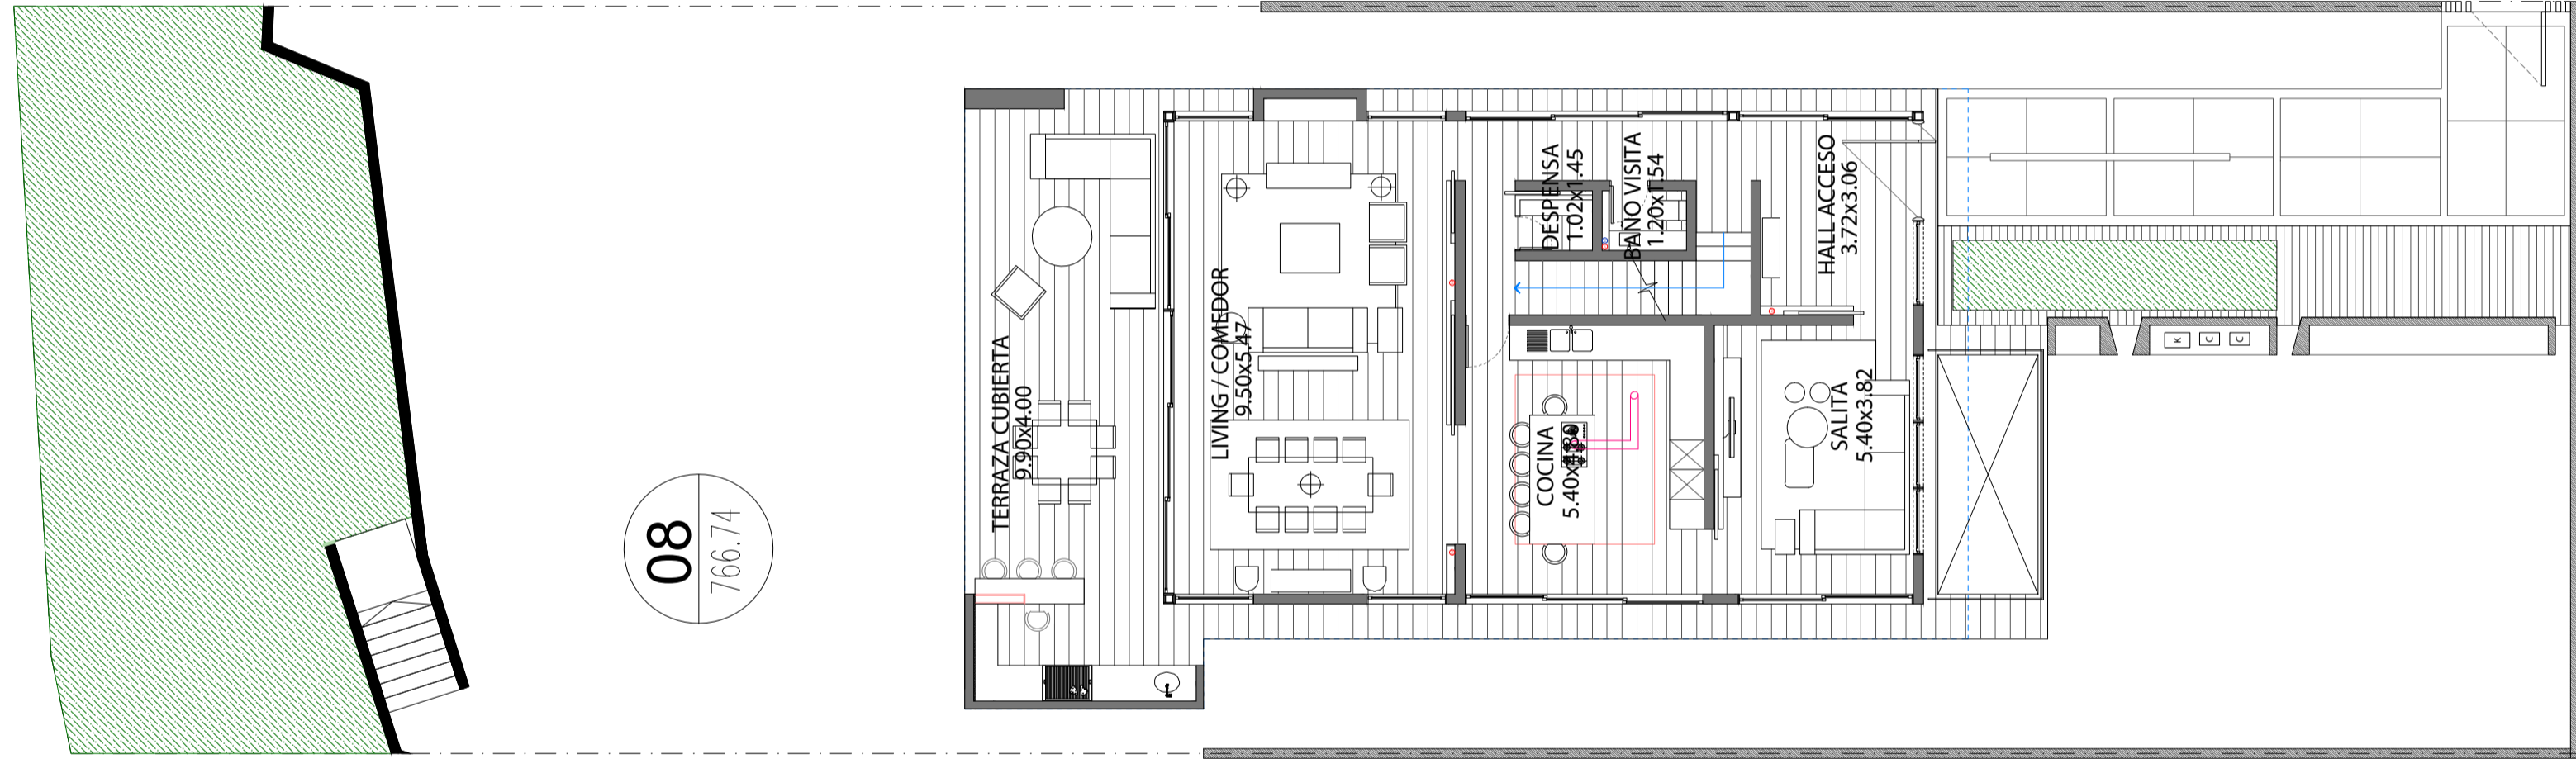 08
766.74
TERRAZA CUBIERTA
9.90x4.00
LIVING / COMEDOR
9.50x5.47
DESPENSA
1.02x1.45
BANO VISITA
1.20x1.54
HALL ACCESO
3.72x3.06
COCINA
SALITA
5.40x3.82
K
C
C